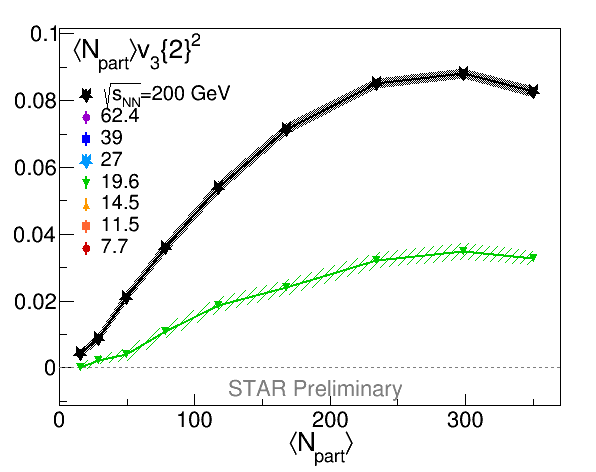 0.1
⟨N_part⟩v_3{2}^2
√s_NN=200 GeV
0.08
62.4
39
0.06
27
19.6
14.5
0.04
11.5
7.7
0.02
0
STAR Preliminary
0 100 200 300
⟨N_part⟩